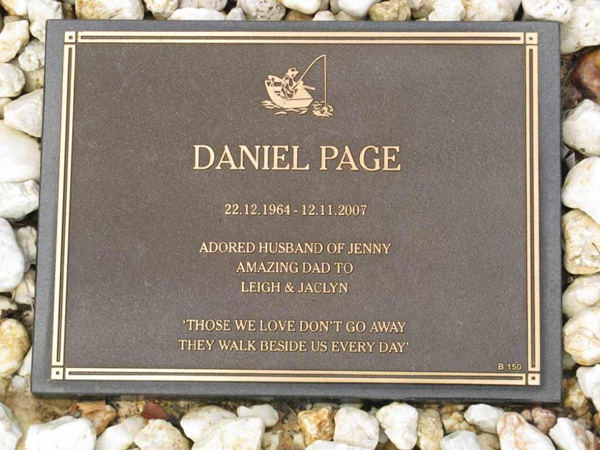 DANIEL PAGE
22.12.1964 - 12.11.2007
ADORED HUSBAND OF JENNY
AMAZING DAD TO
LEIGH & JACLYN
'THOSE WE LOVE DON'T GO AWAY
THEY WALK BESIDE US EVERY DAY'
B 150